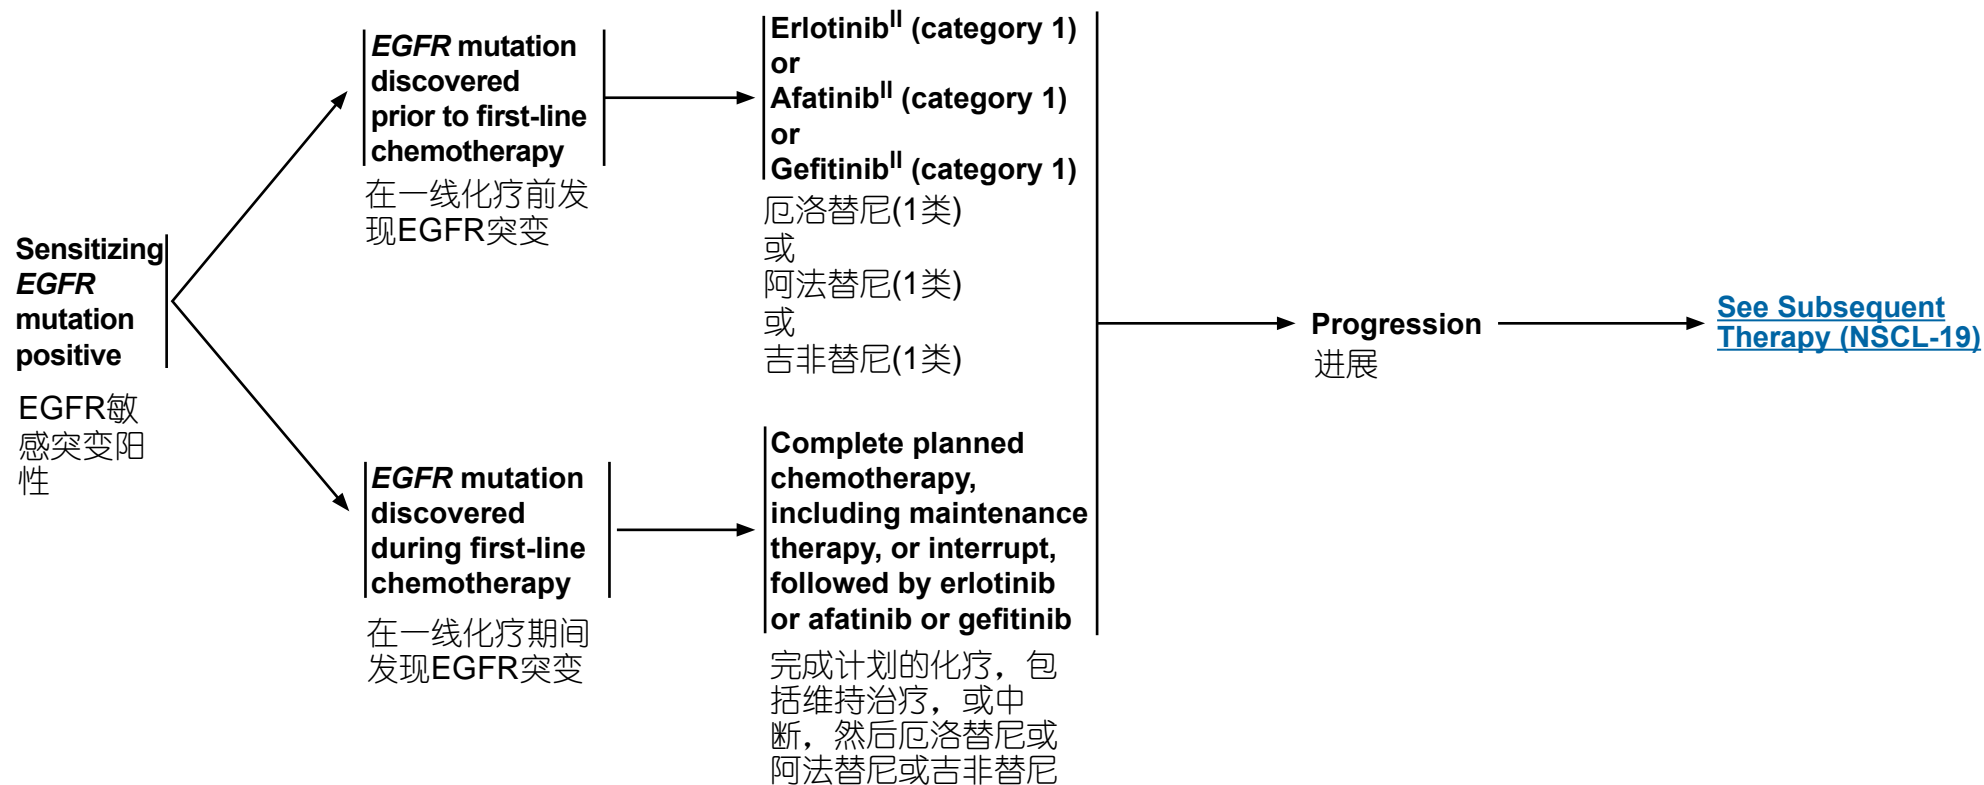 Sensitizing
EGFR
mutation
positive
EGFR敏
感突变阳
性
EGFR mutation
discovered
prior to first-line
chemotherapy
在一线化疗前发
现EGFR突变
Erlotinibᴵᴵ (category 1)
or
Afatinibᴵᴵ (category 1)
or
Gefitinibᴵᴵ (category 1)
厄洛替尼(1类)
或
阿法替尼(1类)
或
吉非替尼(1类)
EGFR mutation
discovered
during first-line
chemotherapy
在一线化疗期间
发现EGFR突变
Complete planned
chemotherapy,
including maintenance
therapy, or interrupt,
followed by erlotinib
or afatinib or gefitinib
完成计划的化疗，包
括维持治疗，或中
断，然后厄洛替尼或
阿法替尼或吉非替尼
Progression
进展
See Subsequent
Therapy (NSCL-19)